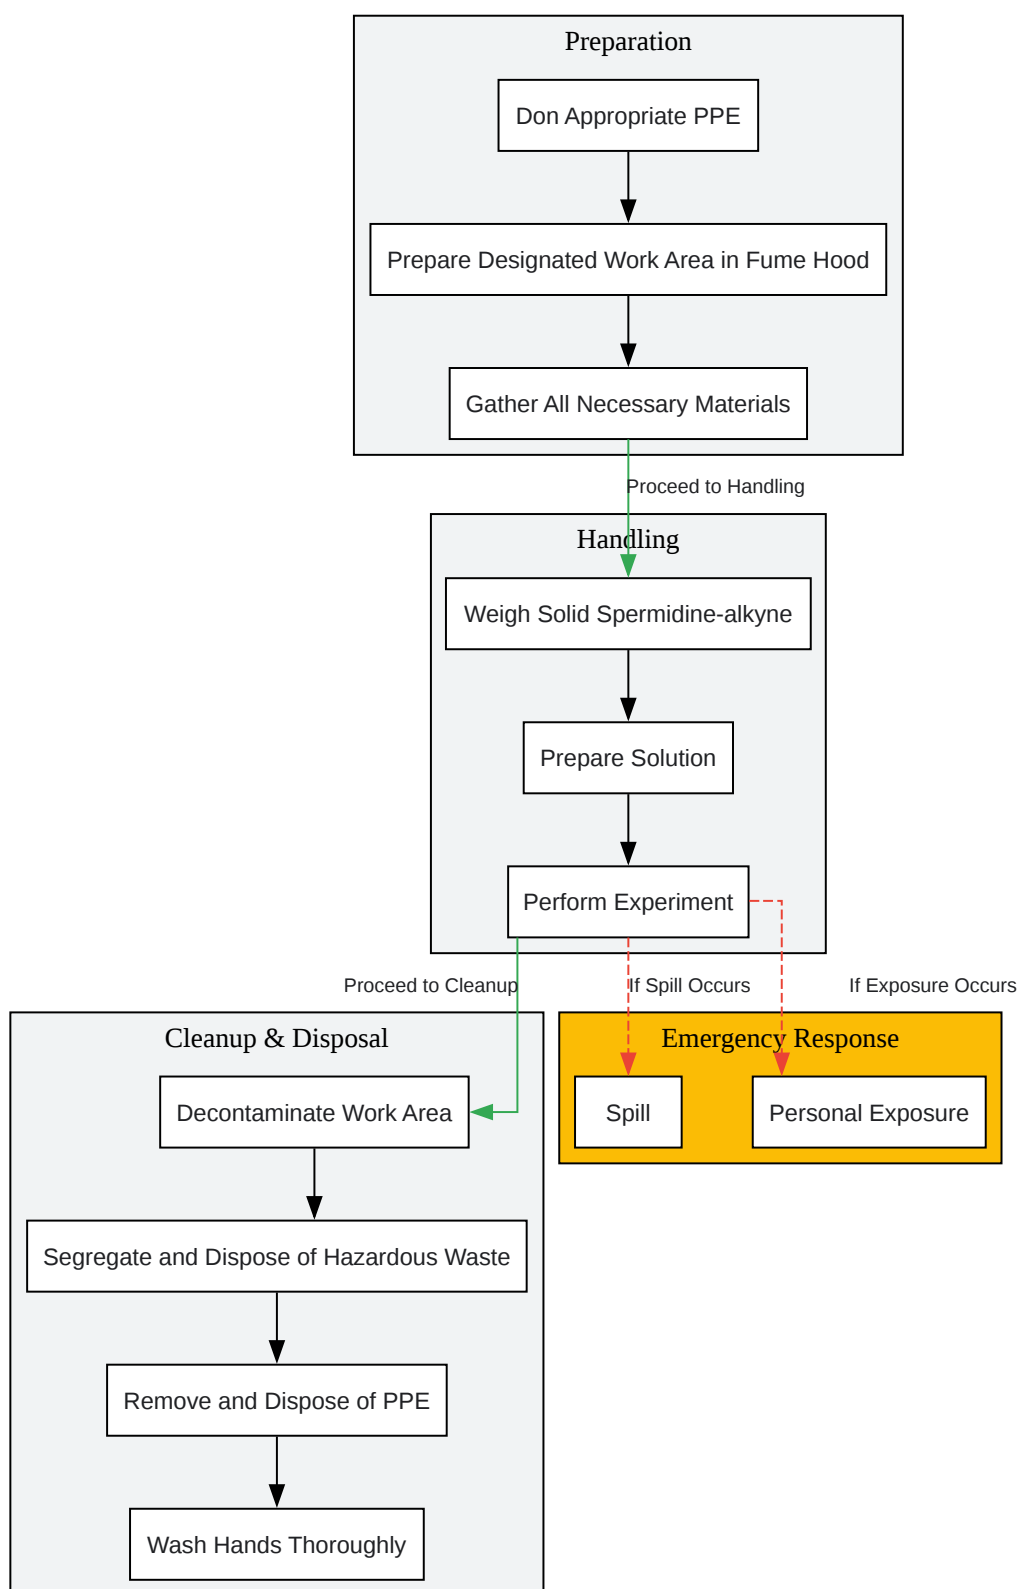 Preparation
Don Appropriate PPE
Prepare Designated Work Area in Fume Hood
Gather All Necessary Materials
Proceed to Handling
Handling
Weigh Solid Spermidine-alkyne
Prepare Solution
Perform Experiment
Proceed to Cleanup
If Spill Occurs
If Exposure Occurs
Cleanup & Disposal
Decontaminate Work Area
Segregate and Dispose of Hazardous Waste
Remove and Dispose of PPE
Wash Hands Thoroughly
Emergency Response
Spill
Personal Exposure